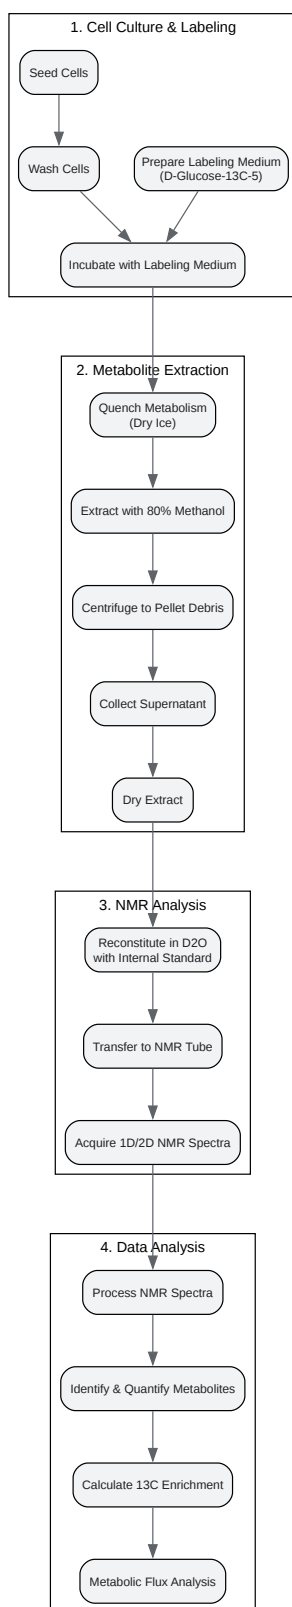 1. Cell Culture & Labeling
Seed Cells
Wash Cells
Prepare Labeling Medium
(D-Glucose-13C-5)
Incubate with Labeling Medium
2. Metabolite Extraction
Quench Metabolism
(Dry Ice)
Extract with 80% Methanol
Centrifuge to Pellet Debris
Collect Supernatant
Dry Extract
3. NMR Analysis
Reconstitute in D2O
with Internal Standard
Transfer to NMR Tube
Acquire 1D/2D NMR Spectra
4. Data Analysis
Process NMR Spectra
Identify & Quantify Metabolites
Calculate 13C Enrichment
Metabolic Flux Analysis